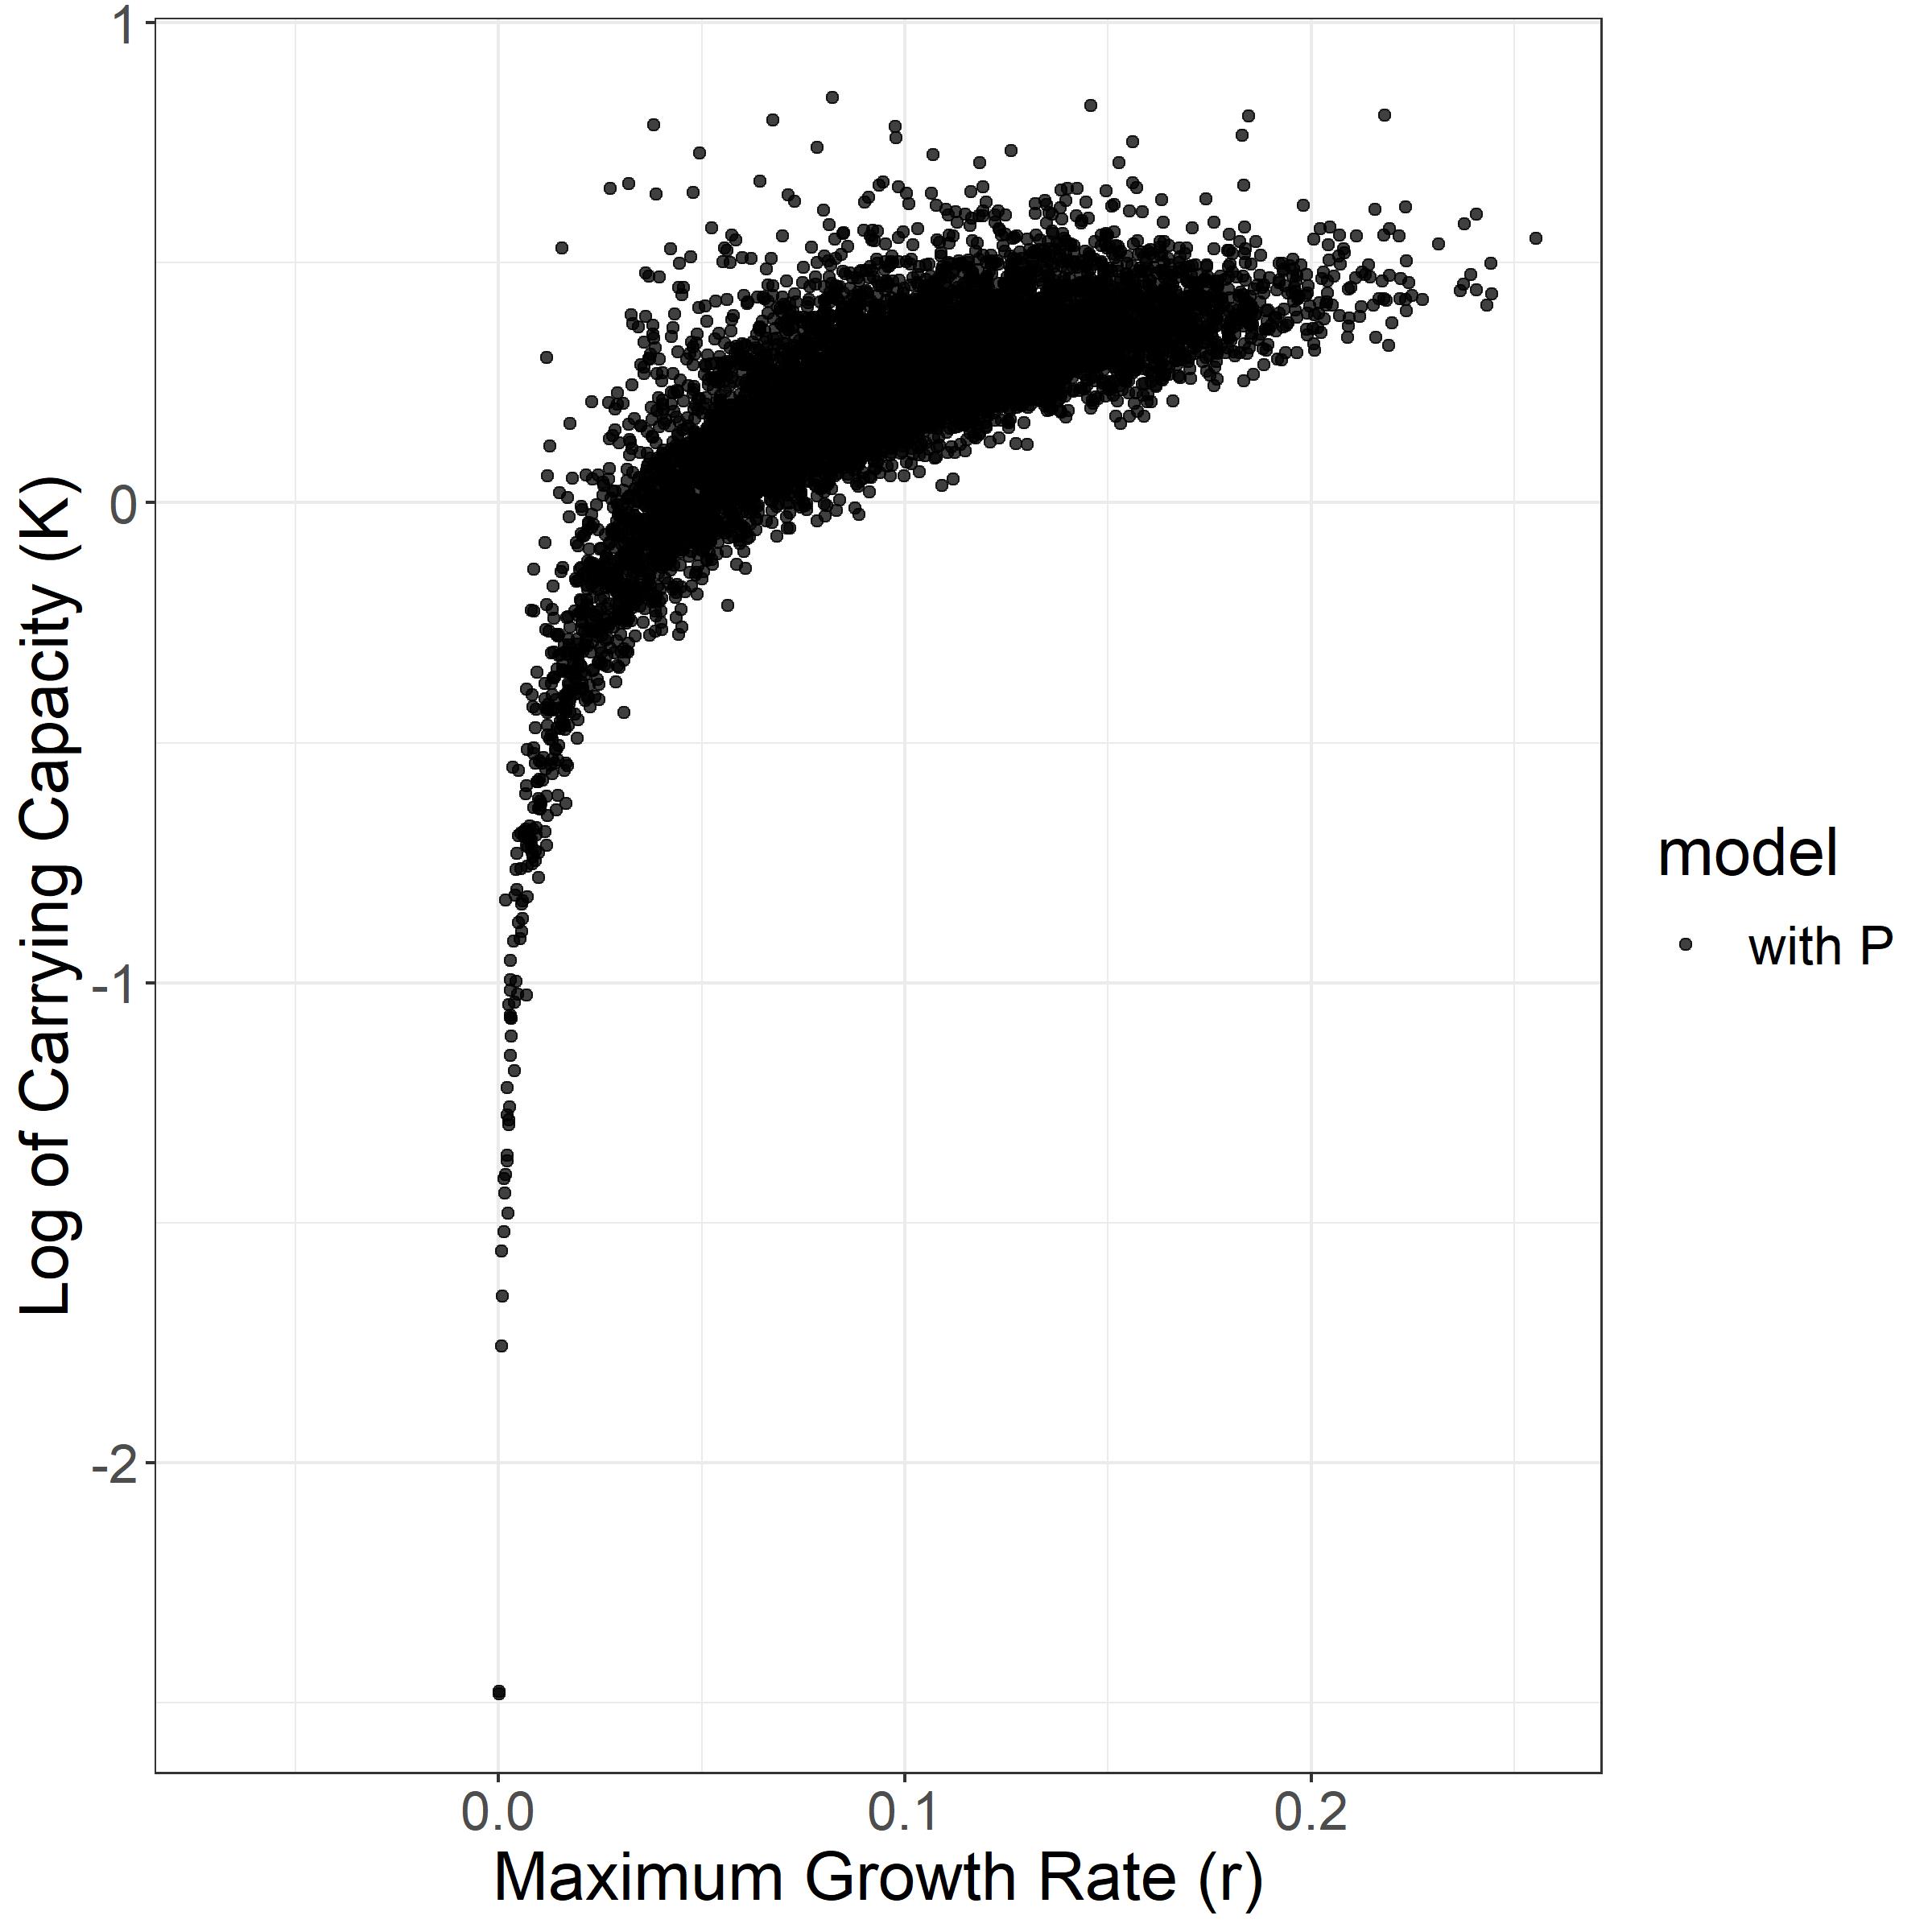 1
0
-1
-2
Log of Carrying Capacity (K)
0.0
0.1
0.2
Maximum Growth Rate (r)
model
with P